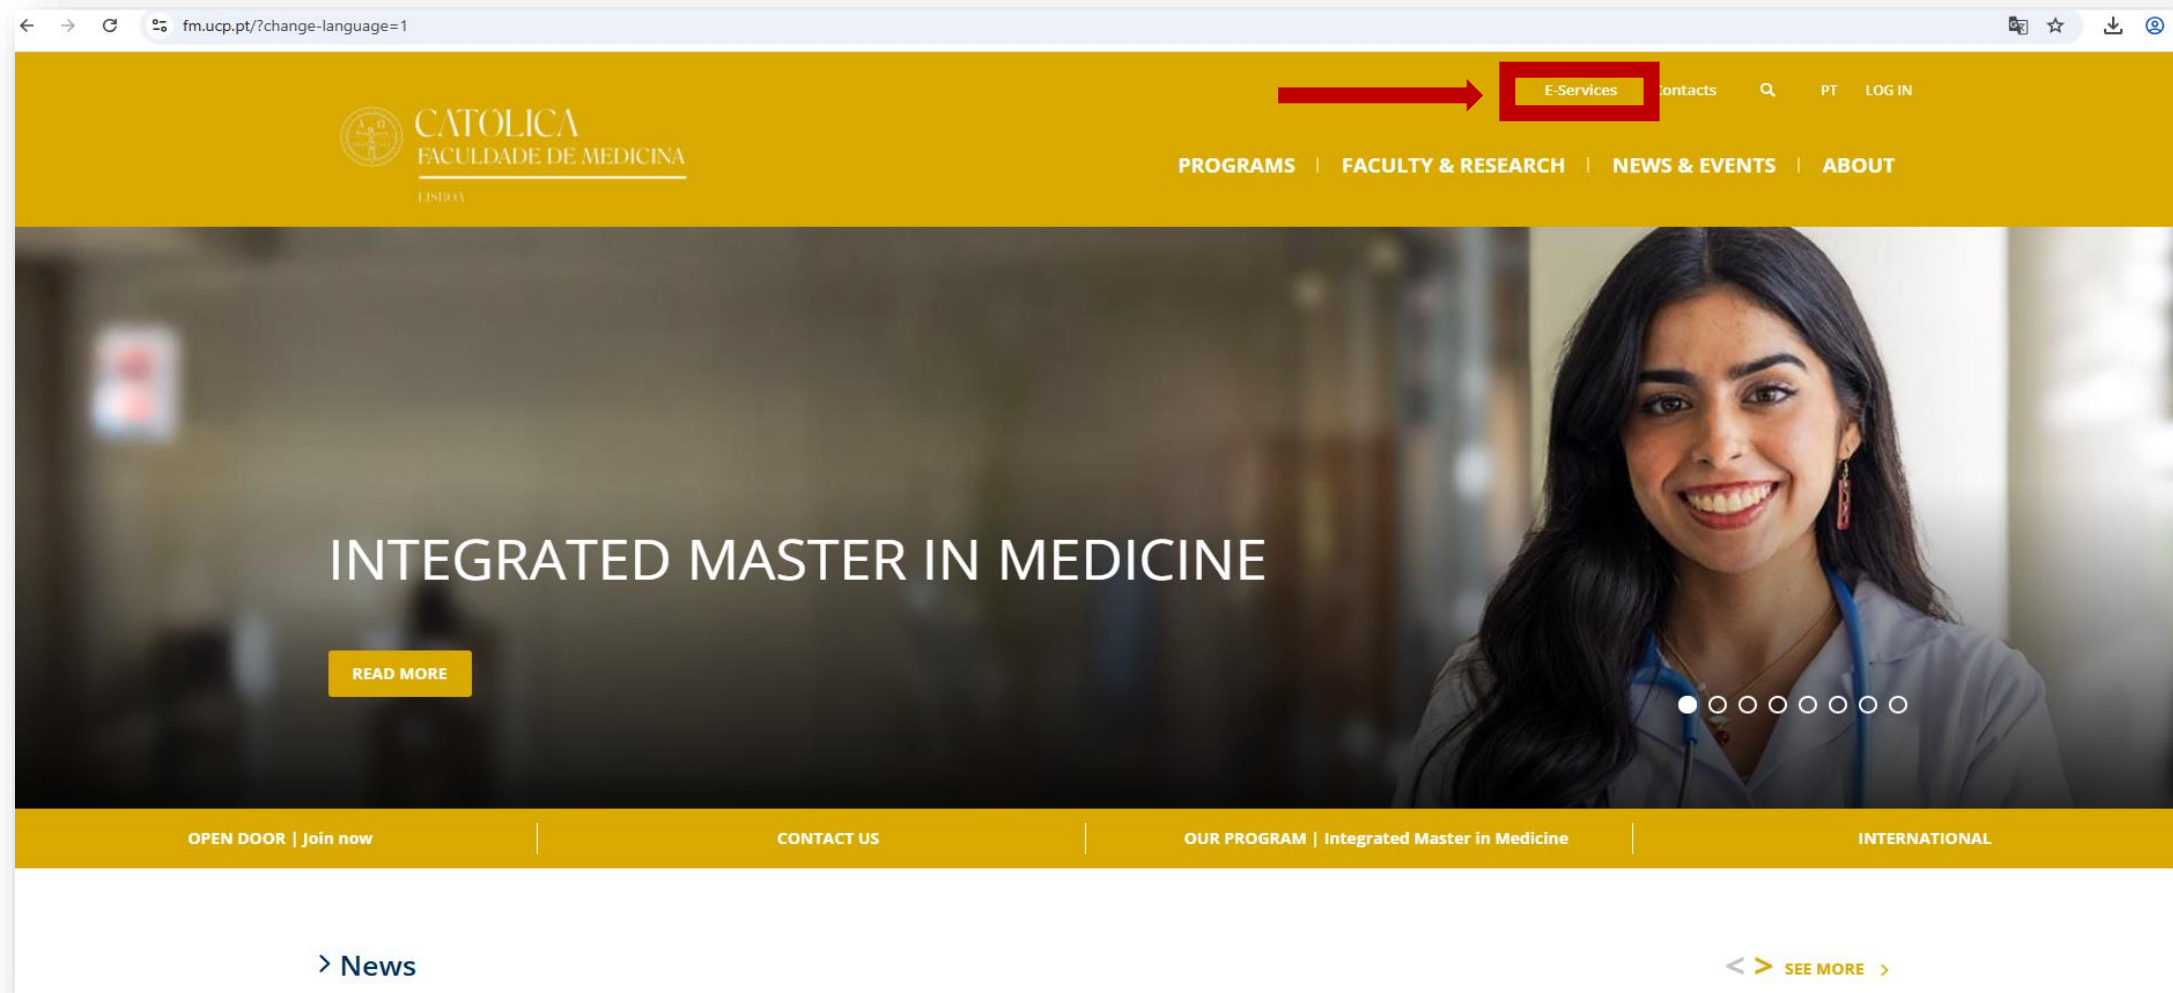 fm.ucp.pt/?change-language=1
E-Services
ontacts
PT
LOG IN
CATOLICA
FACULDADE DE MEDICINA
LISBOA
PROGRAMS | FACULTY & RESEARCH | NEWS & EVENTS | ABOUT
INTEGRATED MASTER IN MEDICINE
READ MORE
OPEN DOOR | Join now
CONTACT US
OUR PROGRAM | Integrated Master in Medicine
INTERNATIONAL
> News
< > SEE MORE >